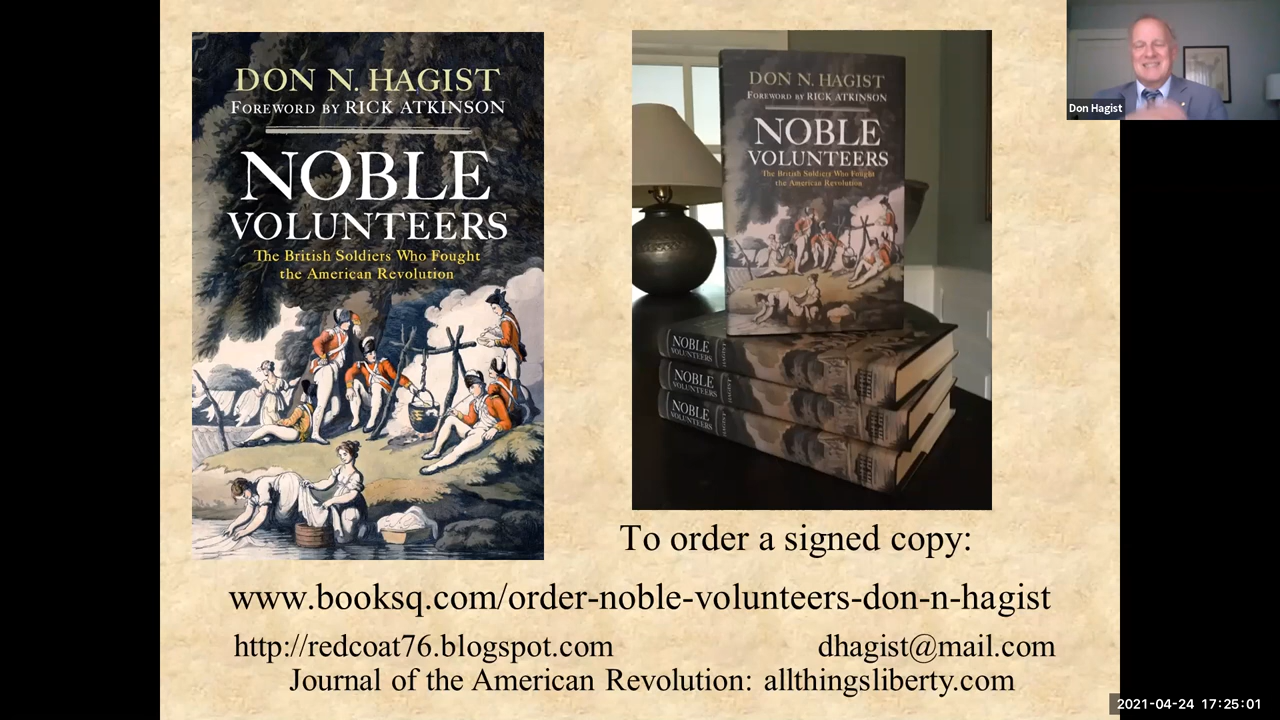 DON N. HAGIST
FOREWORD BY RICK ATKINSON
NOBLE
VOLUNTEERS
The British Soldiers Who Fought
the American Revolution
DON N. HAGIST
FOREWORD BY RICK ATKINSON
NOBLE
VOLUNTEERS
The British Soldiers Who Fought
the American Revolution
NOBLE
VOLUNTEERS
NOBLE
VOLUNTEERS
NOBLE
VOLUNTEERS
Don Hagist
To order a signed copy:
www.booksq.com/order-noble-volunteers-don-n-hagist
http://redcoat76.blogspot.com
dhagist@mail.com
Journal of the American Revolution: allthingsliberty.com
2021-04-24 17:25:01